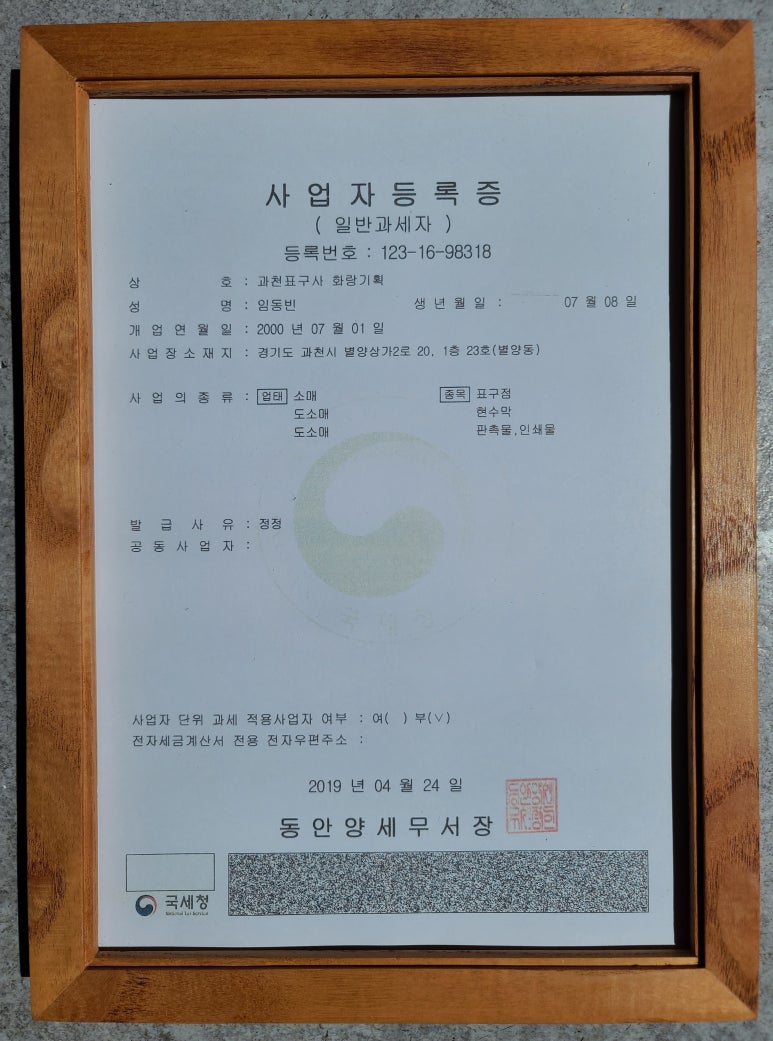 사업자등록증
( 일반과세자 )
등록번호 : 123-16-98318
상 호 : 과천표구사 화랑기획
성 명 : 임동빈 생년월일 : 07 월 08 일
개업연월일 : 2000 년 07 월 01 일
사업장소재지 : 경기도 과천시 별양상가2로 20, 1층 23호(별양동)
사업의종류 : 업태 소매 종목 표구점
도소매 현수막
도소매 판촉물,인쇄물
발급사유 : 정정
공동사업자 :
국세청
사업자 단위 과세 적용사업자 여부 : 여( ) 부(∨)
전자세금계산서 전용 전자우편주소 :
2019 년 04 월 24 일
동안양세무서장
국세청
National Tax Service